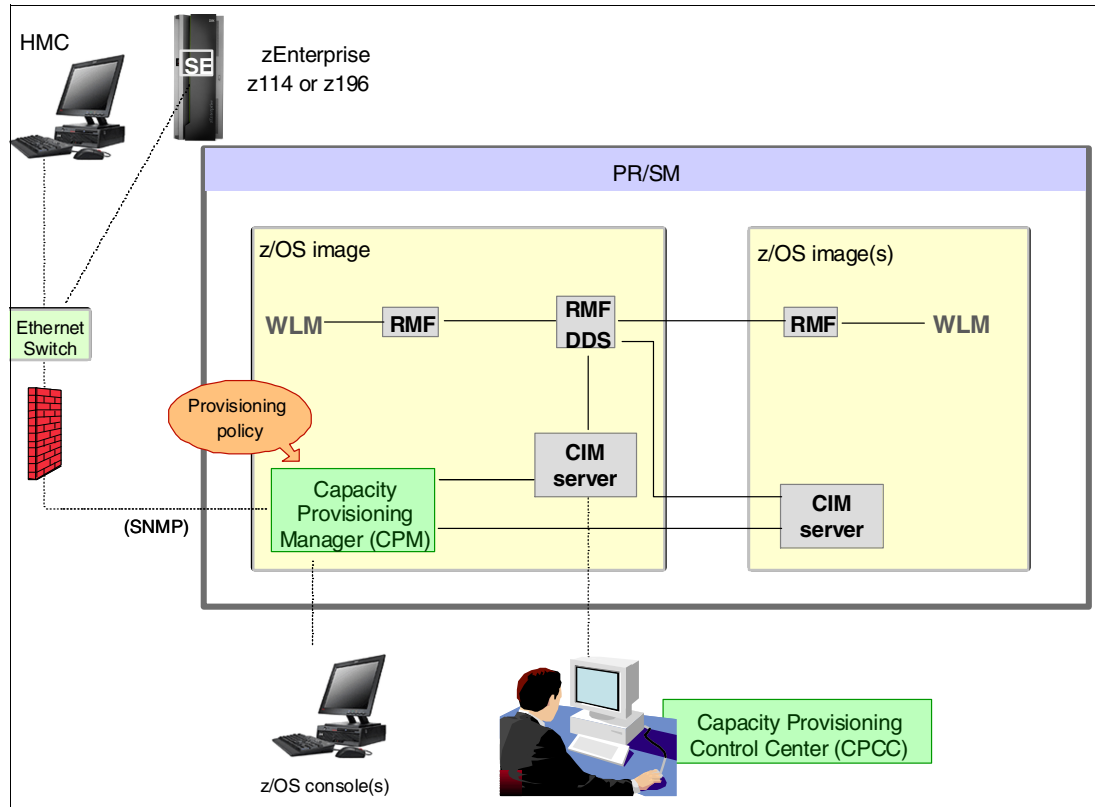 HMC
SE
zEnterprise
z114 or z196
PR/SM
z/OS image
z/OS image(s)
WLM
RMF
RMF
DDS
RMF
WLM
Ethernet
Switch
Provisioning
policy
CIM
server
Capacity
Provisioning
Manager (CPM)
(SNMP)
CIM
server
z/OS console(s)
Capacity Provisioning
Control Center (CPCC)